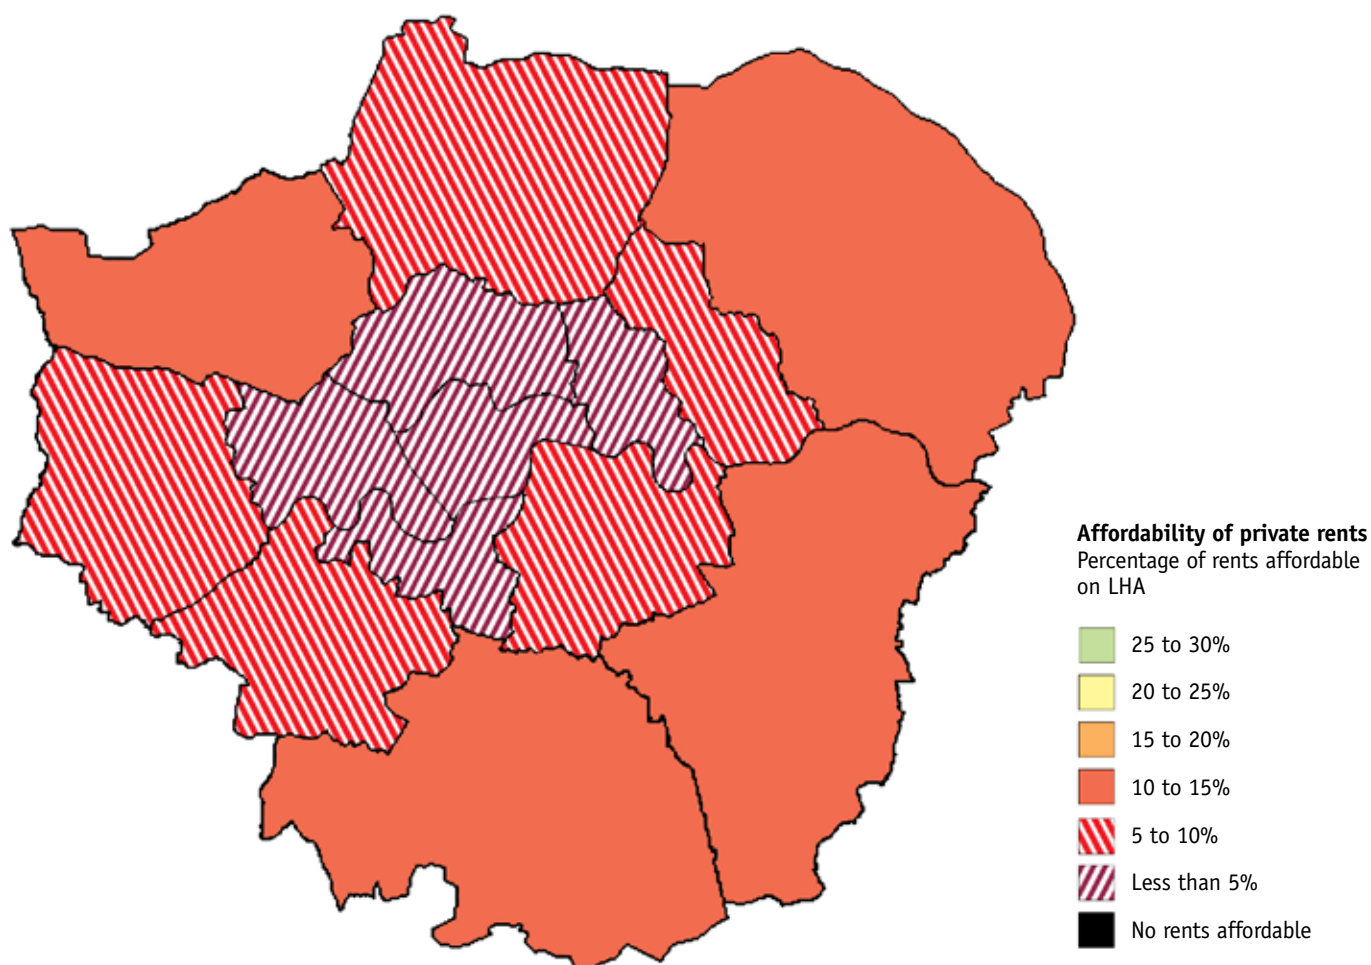 Affordability of private rents
Percentage of rents affordable
on LHA
25 to 30%
20 to 25%
15 to 20%
10 to 15%
5 to 10%
Less than 5%
No rents affordable